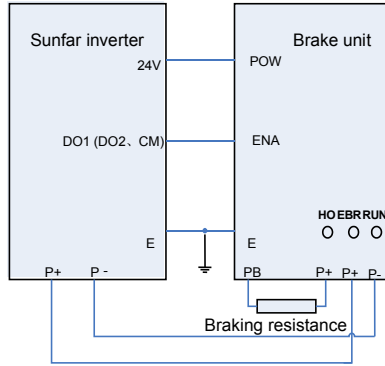 Sunfar inverter
Brake unit
24V
POW
DO1 (DO2、CM)
ENA
E
E
HO EBR RUN
P+
P -
PB
P+
P+
P-
Braking resistance